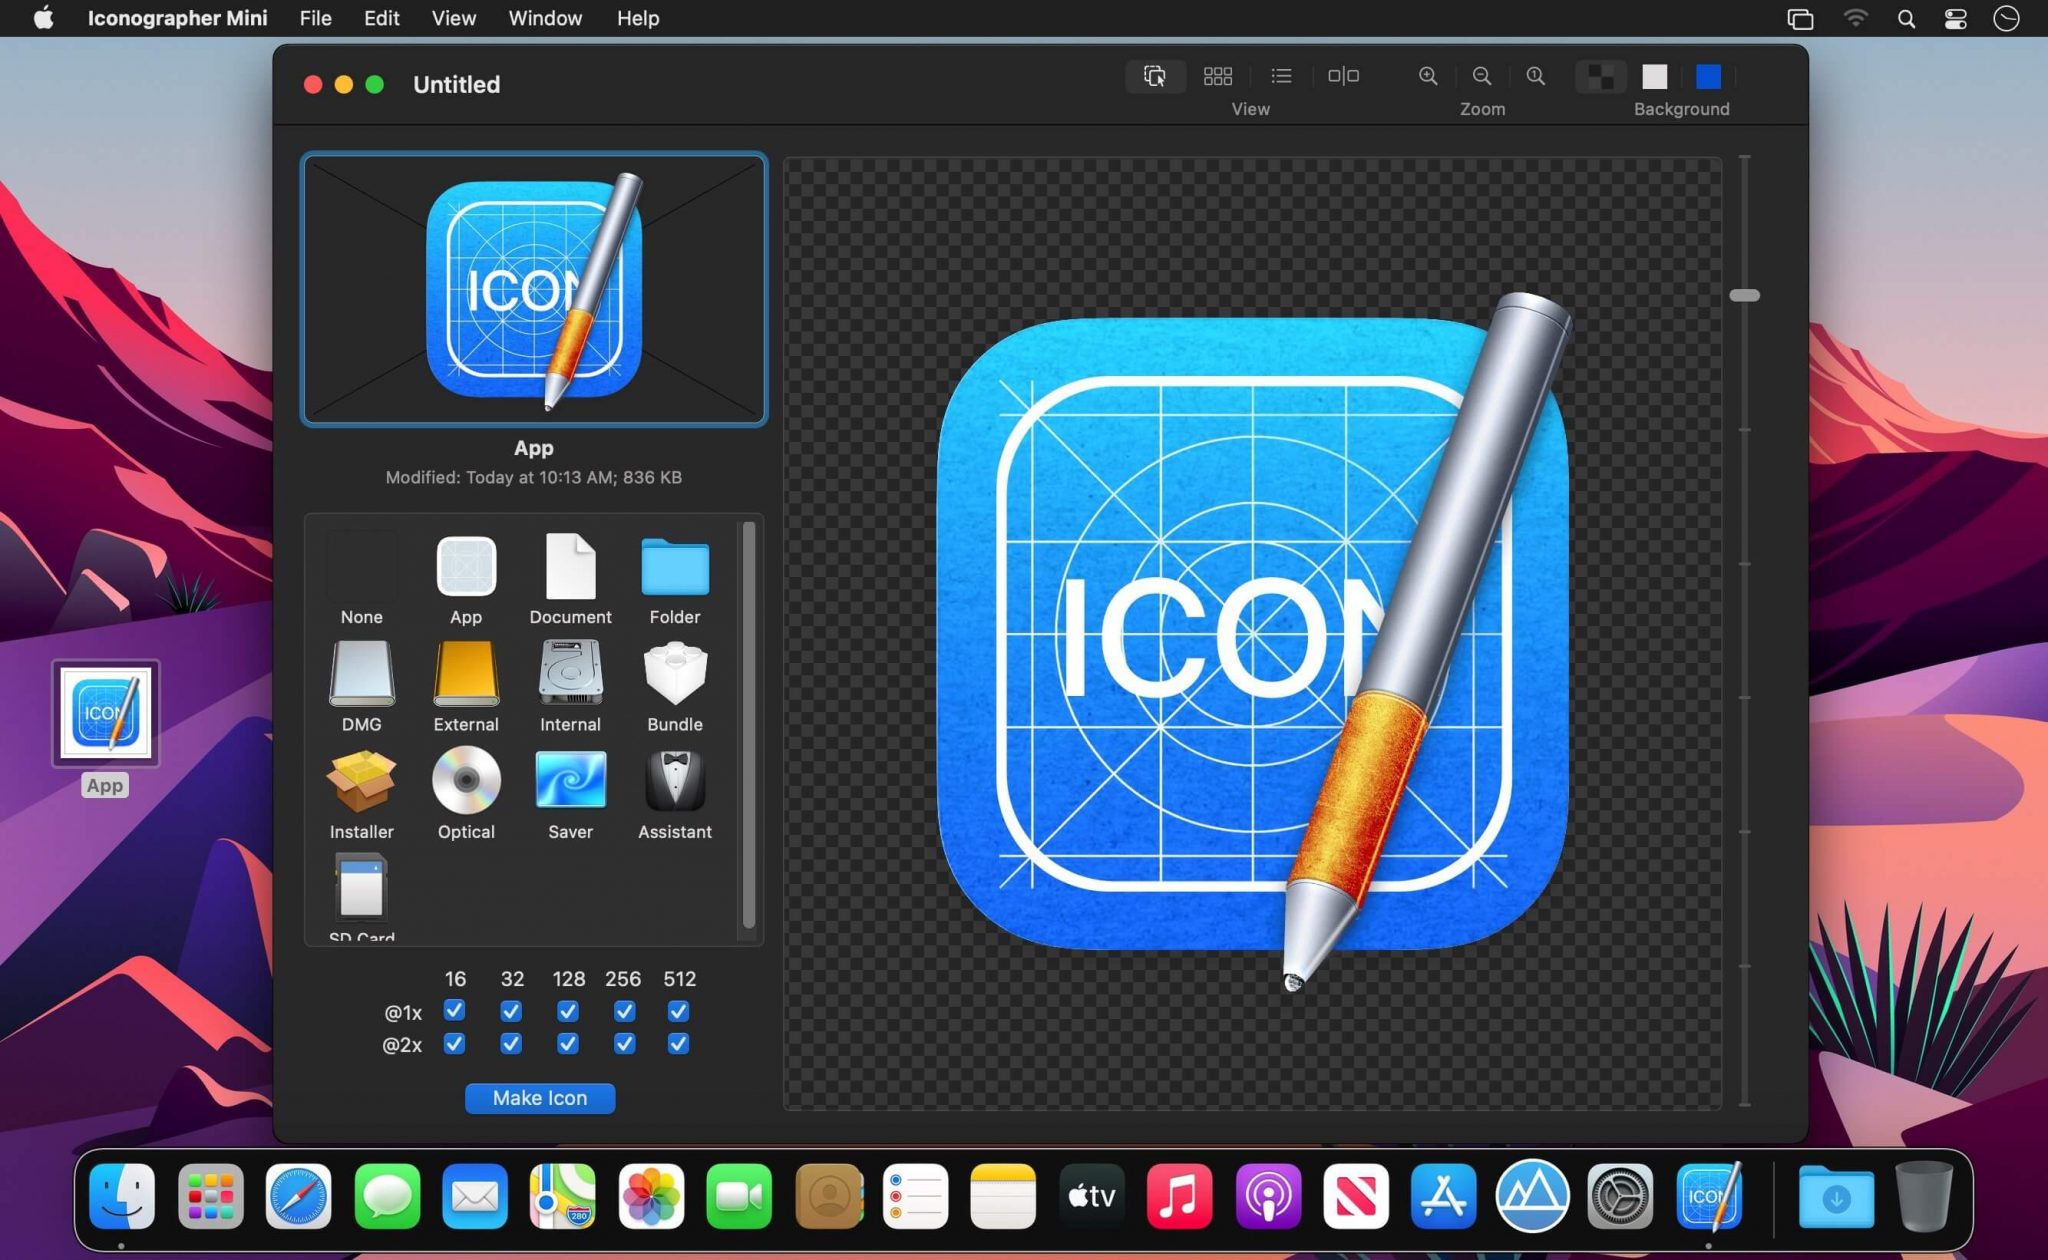 Iconographer Mini File Edit View Window Help
Untitled
View Zoom Background
ICON
App
Modified: Today at 10:13 AM; 836 KB
None App Document Folder
DMG External Internal Bundle
Installer Optical Saver Assistant
SD Card
16 32 128 256 512
@1x
@2x
Make Icon
ICON
ICON
App
280
tv
ICON